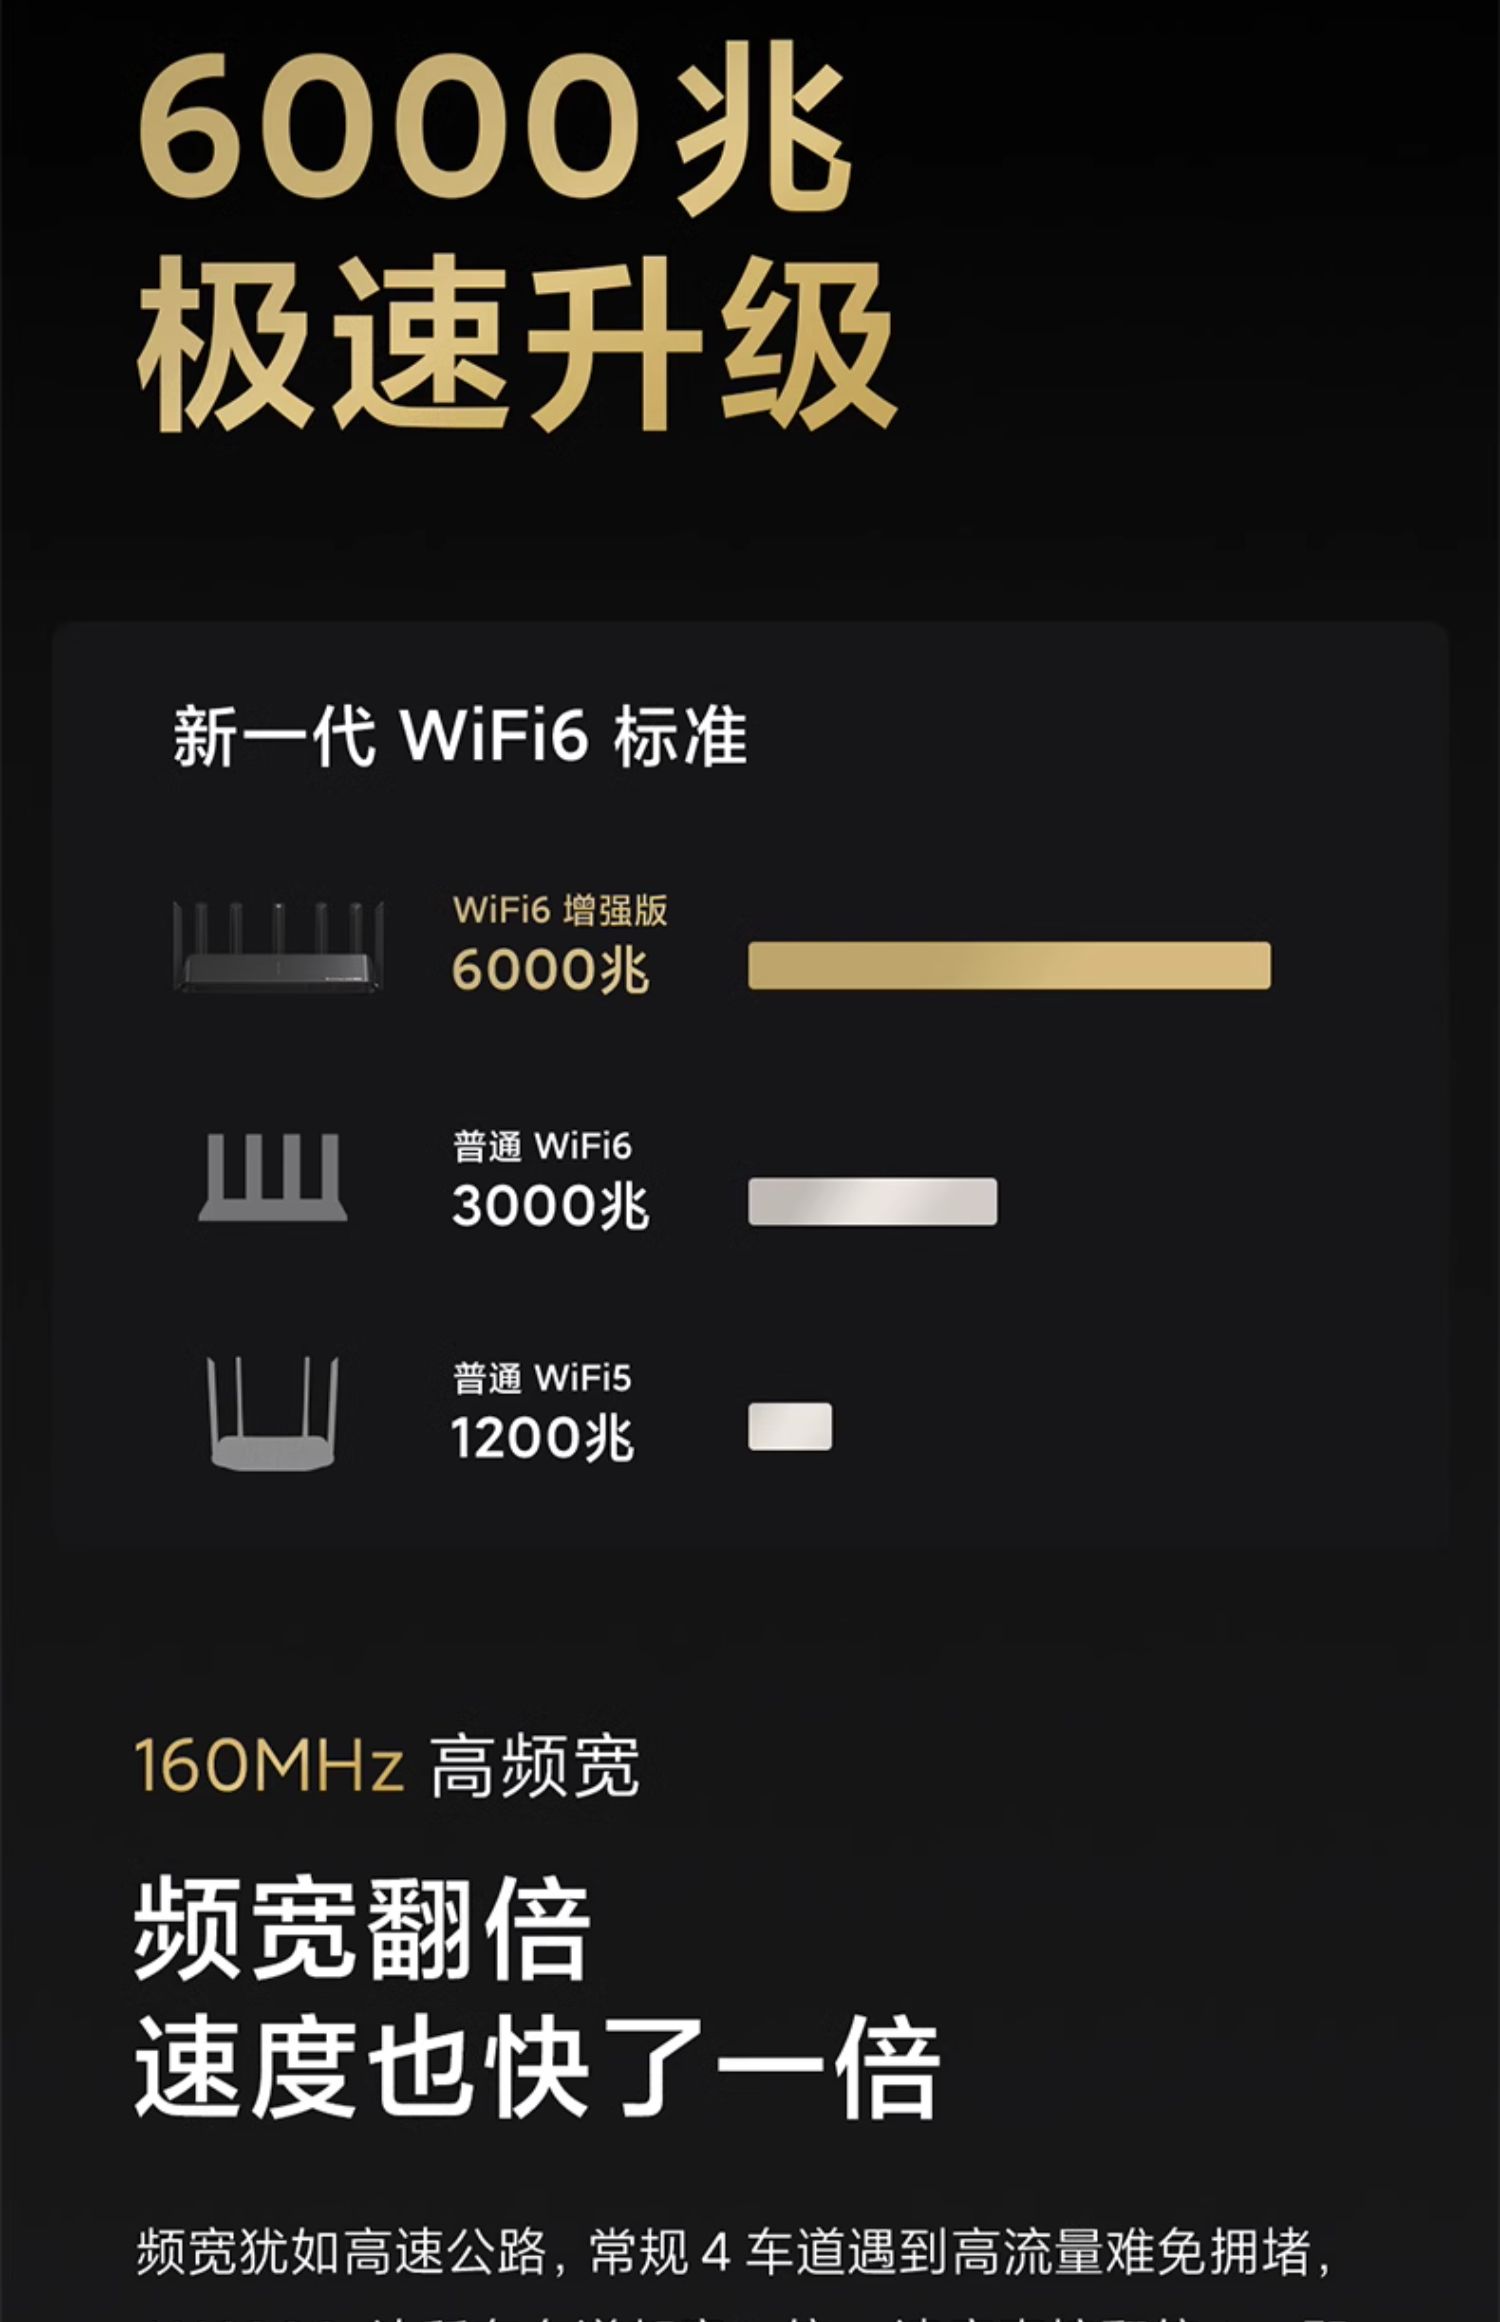 6000兆
极速升级
新一代 WiFi6 标准
WiFi6 增强版
6000兆
普通 WiFi6
3000兆
普通 WiFi5
1200兆
160MHz 高频宽
频宽翻倍
速度也快了一倍
频宽犹如高速公路，常规 4 车道遇到高流量难免拥堵，